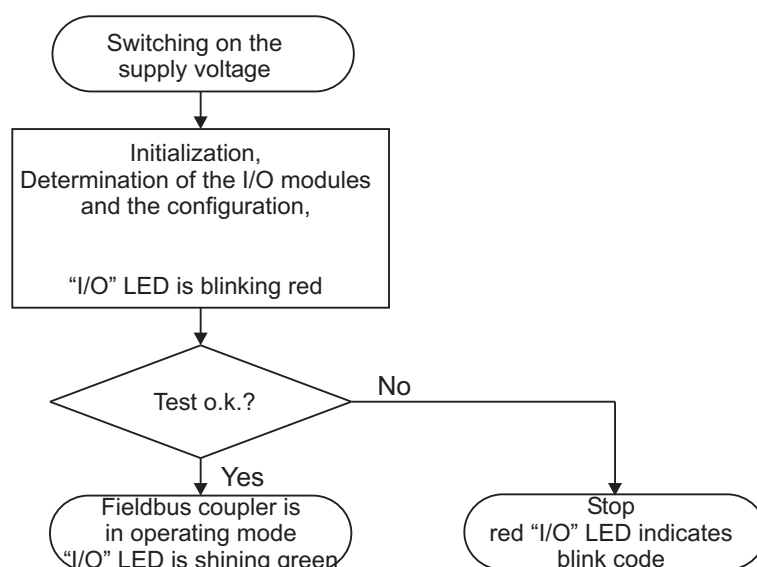 Switching on the
supply voltage
Initialization,
Determination of the I/O modules
and the configuration,
“I/O” LED is blinking red
Test o.k.?
No
Yes
Fieldbus coupler is
in operating mode
“I/O” LED is shining green
Stop
red “I/O” LED indicates
blink code